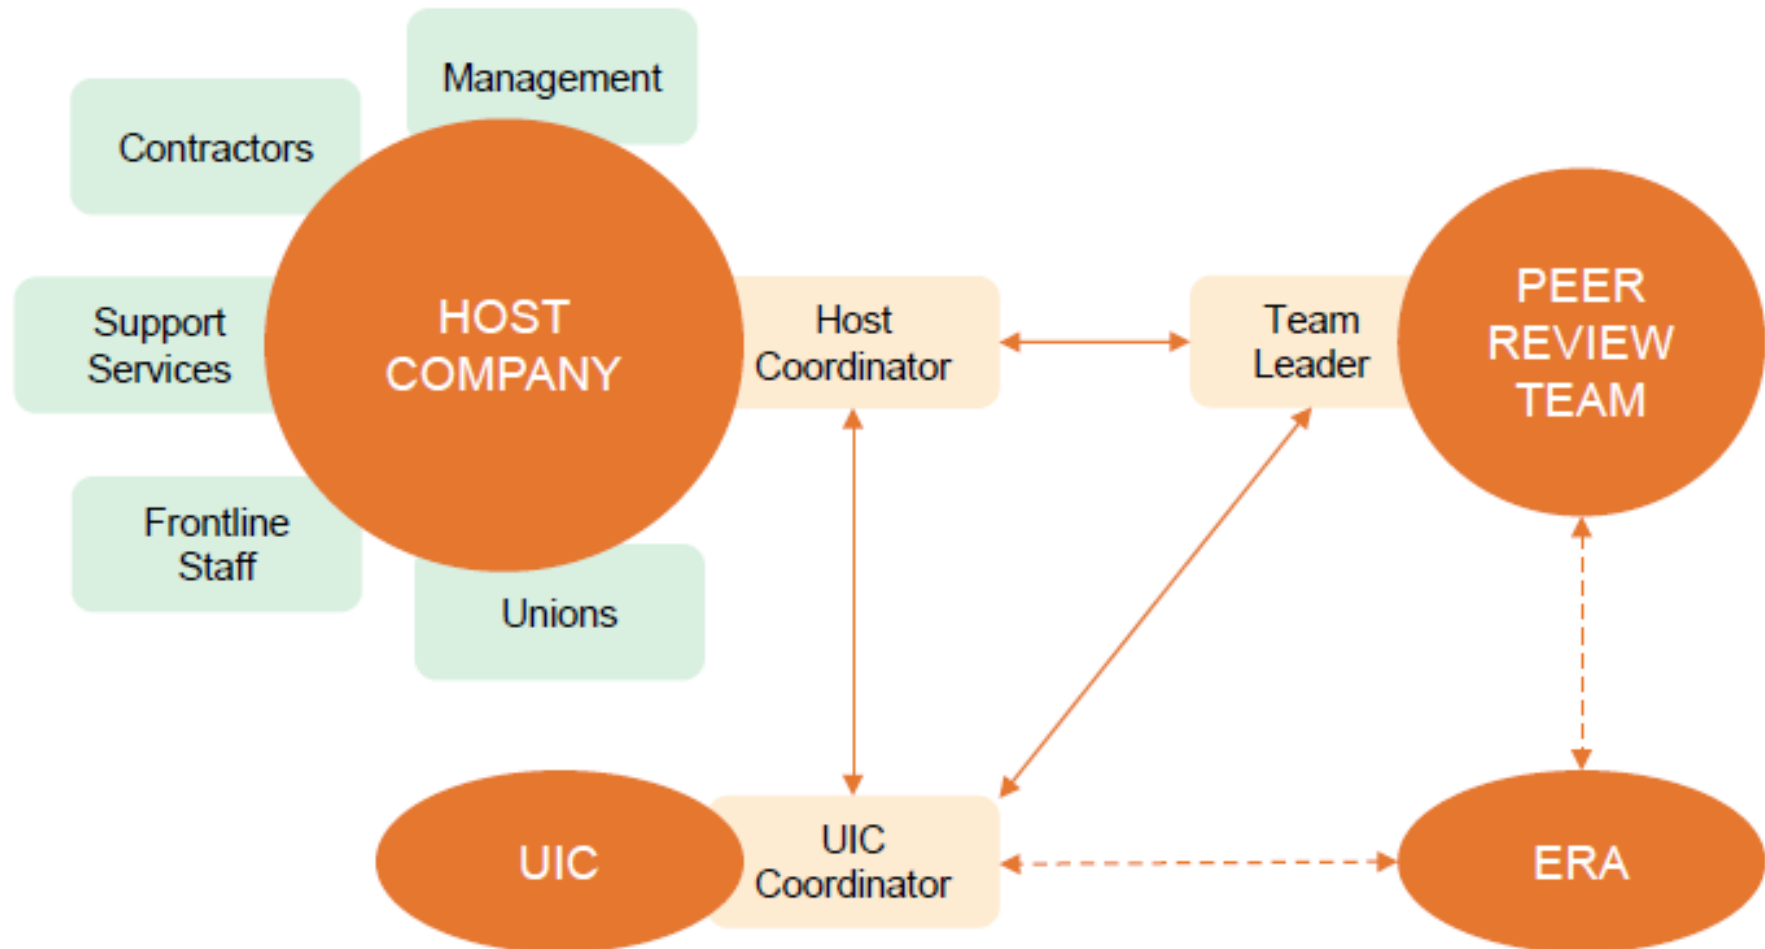 Management
Contractors
Support
Services
HOST
COMPANY
Host
Coordinator
Team
Leader
PEER
REVIEW
TEAM
Frontline
Staff
Unions
UIC
UIC
Coordinator
ERA